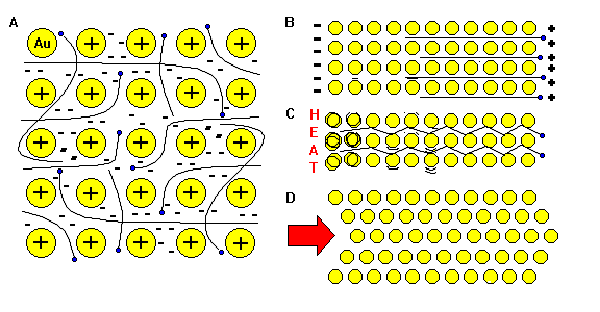 A
Au + + + +
+ + + + +
+ + + + +
+ + + + +
+ + + + +
B
- +
- +
- +
- +
- +
C
H
E
A
T
D